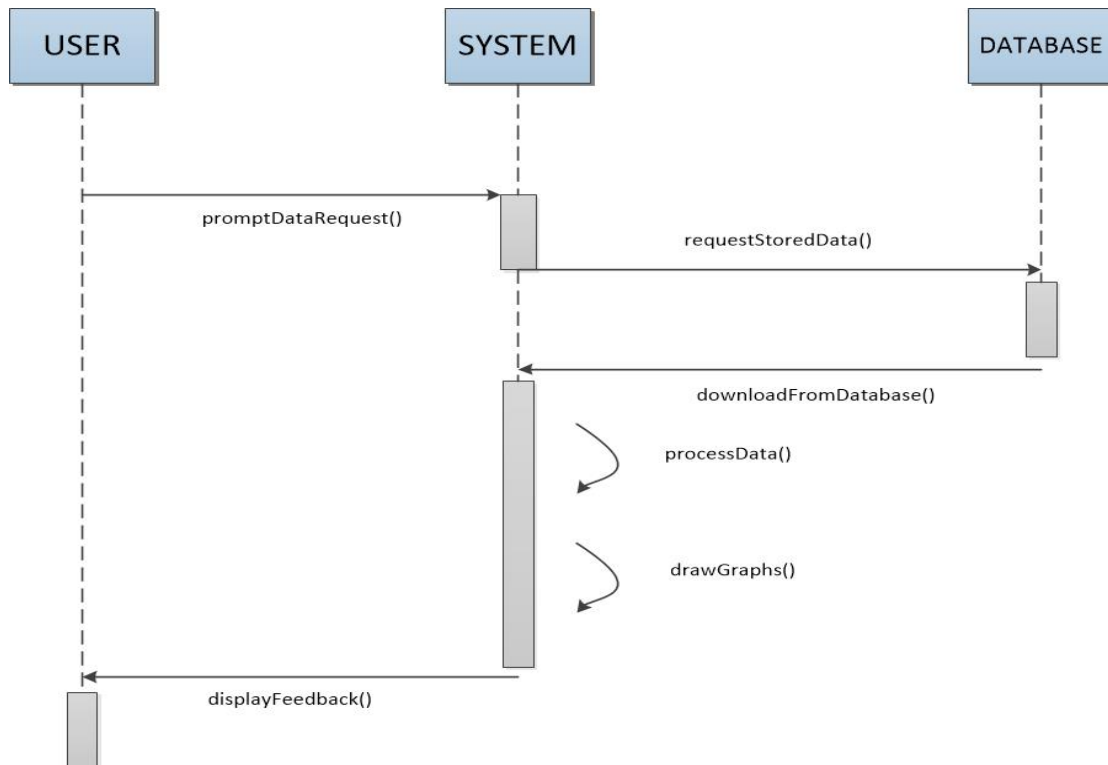 USER
SYSTEM
DATABASE
promptDataRequest()
requestStoredData()
downloadFromDatabase()
processData()
drawGraphs()
displayFeedback()